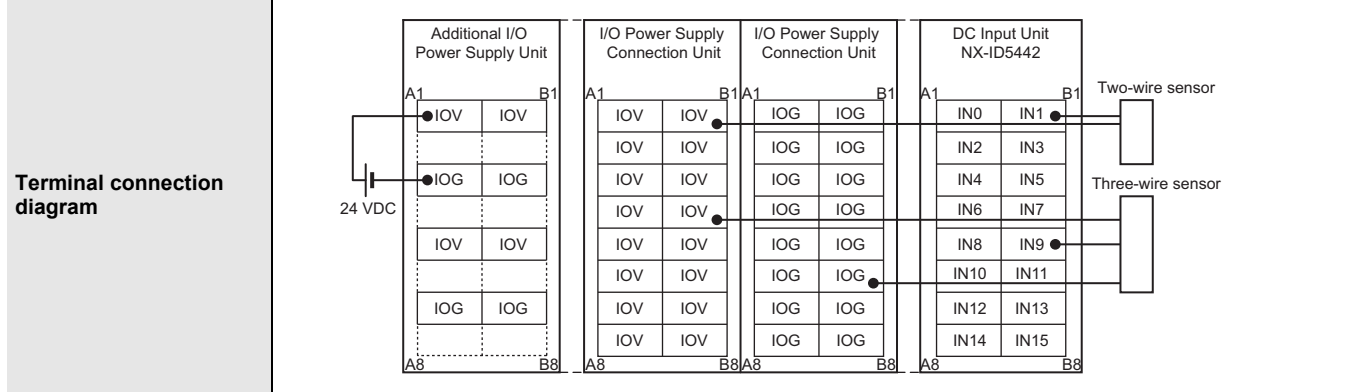 Terminal connection
diagram
Additional I/O
Power Supply Unit
I/O Power Supply
Connection Unit
I/O Power Supply
Connection Unit
DC Input Unit
NX-ID5442
A1 B1 A1 B1 A1 B1 A1 B1
Two-wire sensor
IOV IOV IOV IOV IOG IOG IN0 IN1
IOV IOV IOG IOG IN2 IN3
IOG IOG IOV IOV IOG IOG IN4 IN5
Three-wire sensor
24 VDC
IOV IOV IOG IOG IN6 IN7
IOV IOV IOV IOV IOG IOG IN8 IN9
IOV IOV IOG IOG IN10 IN11
IOG IOG IOV IOV IOG IOG IN12 IN13
IOV IOV IOG IOG IN14 IN15
A8 B8 A8 B8 A8 B8 A8 B8